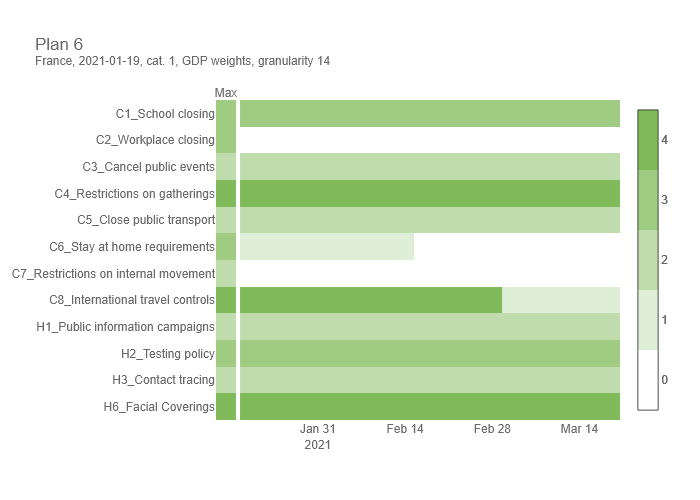 Plan 6
France, 2021-01-19, cat. 1, GDP weights, granularity 14
Max
C1_School closing
C2_Workplace closing
C3_Cancel public events
C4_Restrictions on gatherings
C5_Close public transport
C6_Stay at home requirements
C7_Restrictions on internal movement
C8_International travel controls
H1_Public information campaigns
H2_Testing policy
H3_Contact tracing
H6_Facial Coverings
Jan 31 Feb 14 Feb 28 Mar 14
2021
4
3
2
1
0